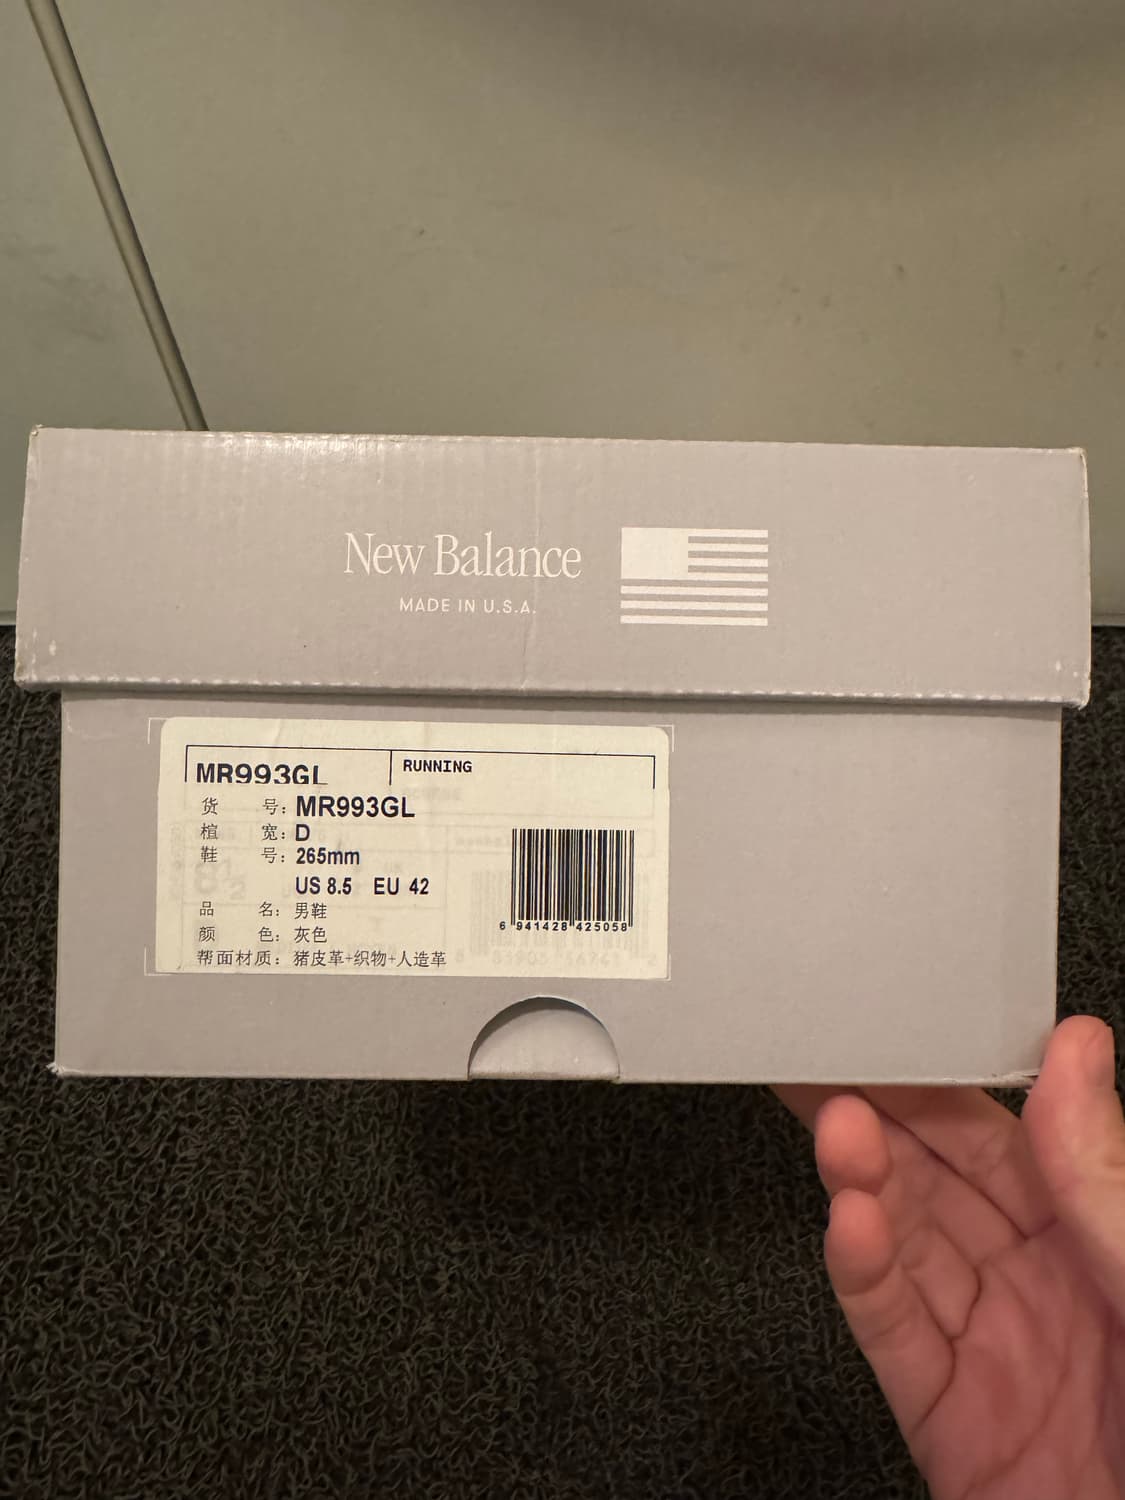 New Balance
MADE IN U.S.A.
MR993GL RUNNING
货 号: MR993GL
楦 宽: D
鞋 号: 265mm
US 8.5 EU 42
品 名: 男鞋
颜 色: 灰色
帮面材质: 猪皮革+织物+人造革
6 941428 425058